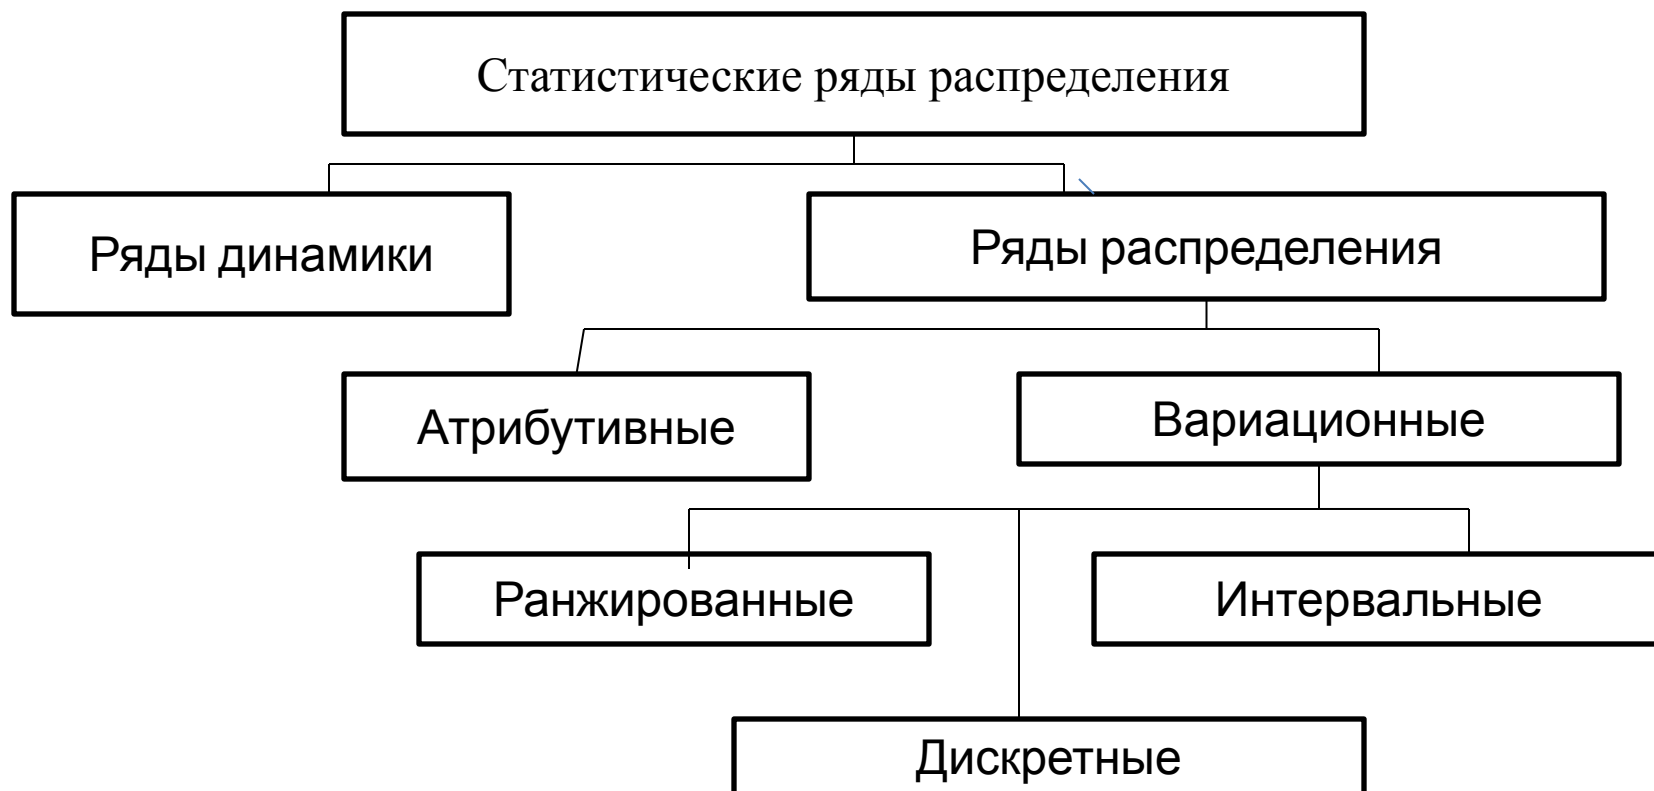 Статистические ряды распределения
Ряды динамики
Ряды распределения
Атрибутивные
Вариационные
Ранжированные
Интервальные
Дискретные